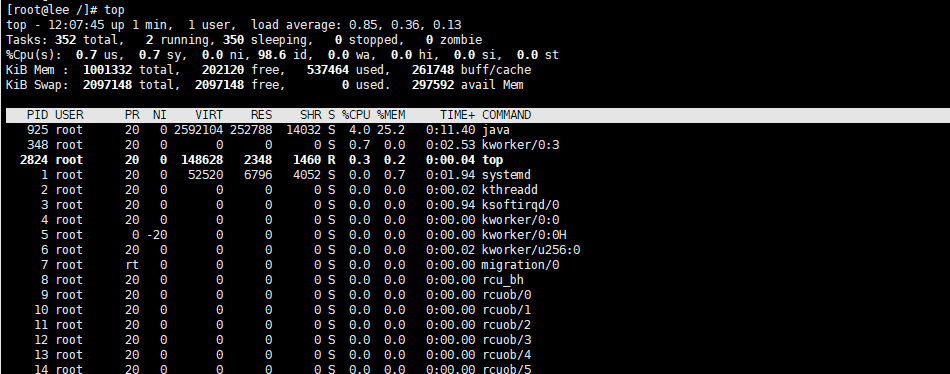 [root@lee /]# top
top - 12:07:45 up 1 min,  1 user,  load average: 0.85, 0.36, 0.13
Tasks: 352 total,   2 running, 350 sleeping,   0 stopped,   0 zombie
%Cpu(s):  0.7 us,  0.7 sy,  0.0 ni, 98.6 id,  0.0 wa,  0.0 hi,  0.0 si,  0.0 st
KiB Mem :  1001332 total,   202120 free,   537464 used,   261748 buff/cache
KiB Swap:  2097148 total,  2097148 free,        0 used.   297592 avail Mem
PID USER      PR  NI    VIRT    RES    SHR S %CPU %MEM     TIME+ COMMAND
925 root      20   0 2592104 252788  14032 S  4.0 25.2   0:11.40 java
348 root      20   0       0      0      0 S  0.7  0.0   0:02.53 kworker/0:3
2824 root      20   0  148628   2348   1460 R  0.3  0.2   0:00.04 top
1 root      20   0   52520   6796   4052 S  0.0  0.7   0:01.94 systemd
2 root      20   0       0      0      0 S  0.0  0.0   0:00.02 kthreadd
3 root      20   0       0      0      0 S  0.0  0.0   0:00.94 ksoftirqd/0
4 root      20   0       0      0      0 S  0.0  0.0   0:00.00 kworker/0:0
5 root       0 -20       0      0      0 S  0.0  0.0   0:00.00 kworker/0:0H
6 root      20   0       0      0      0 S  0.0  0.0   0:00.02 kworker/u256:0
7 root      rt   0       0      0      0 S  0.0  0.0   0:00.00 migration/0
8 root      20   0       0      0      0 S  0.0  0.0   0:00.00 rcu_bh
9 root      20   0       0      0      0 S  0.0  0.0   0:00.00 rcuob/0
10 root      20   0       0      0      0 S  0.0  0.0   0:00.00 rcuob/1
11 root      20   0       0      0      0 S  0.0  0.0   0:00.00 rcuob/2
12 root      20   0       0      0      0 S  0.0  0.0   0:00.00 rcuob/3
13 root      20   0       0      0      0 S  0.0  0.0   0:00.00 rcuob/4
14 root      20   0       0      0      0 S  0.0  0.0   0:00.00 rcuob/5